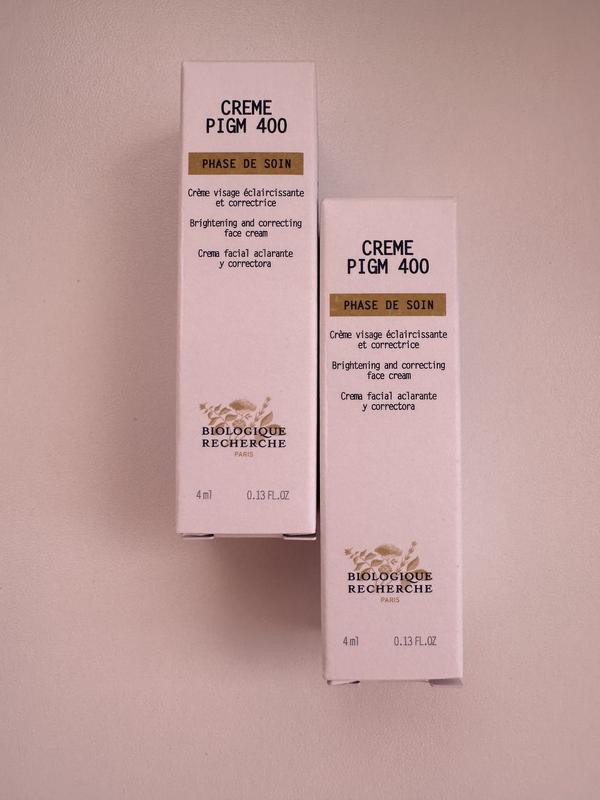 CREME
PIGM 400
PHASE DE SOIN
Crème visage éclaircissante
et correctrice
Brightening and correcting
face cream
Crema facial aclarante
y correctora
BIOLOGIQUE
RECHERCHE
PARIS
4 ml 0.13 FL.OZ
CREME
PIGM 400
PHASE DE SOIN
Crème visage éclaircissante
et correctrice
Brightening and correcting
face cream
Crema facial aclarante
y correctora
BIOLOGIQUE
RECHERCHE
PARIS
4 ml 0.13 FL.OZ